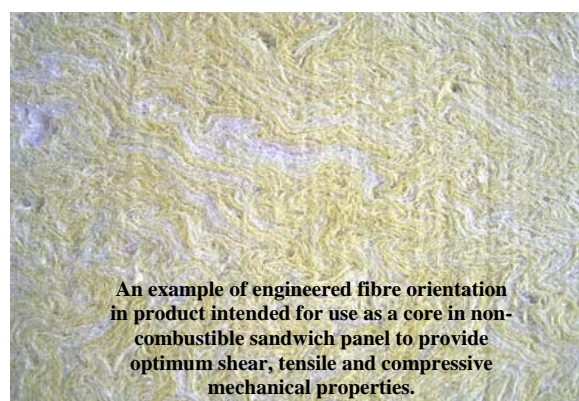 An example of engineered fibre orientation
in product intended for use as a core in non-
combustible sandwich panel to provide
optimum shear, tensile and compressive
mechanical properties.